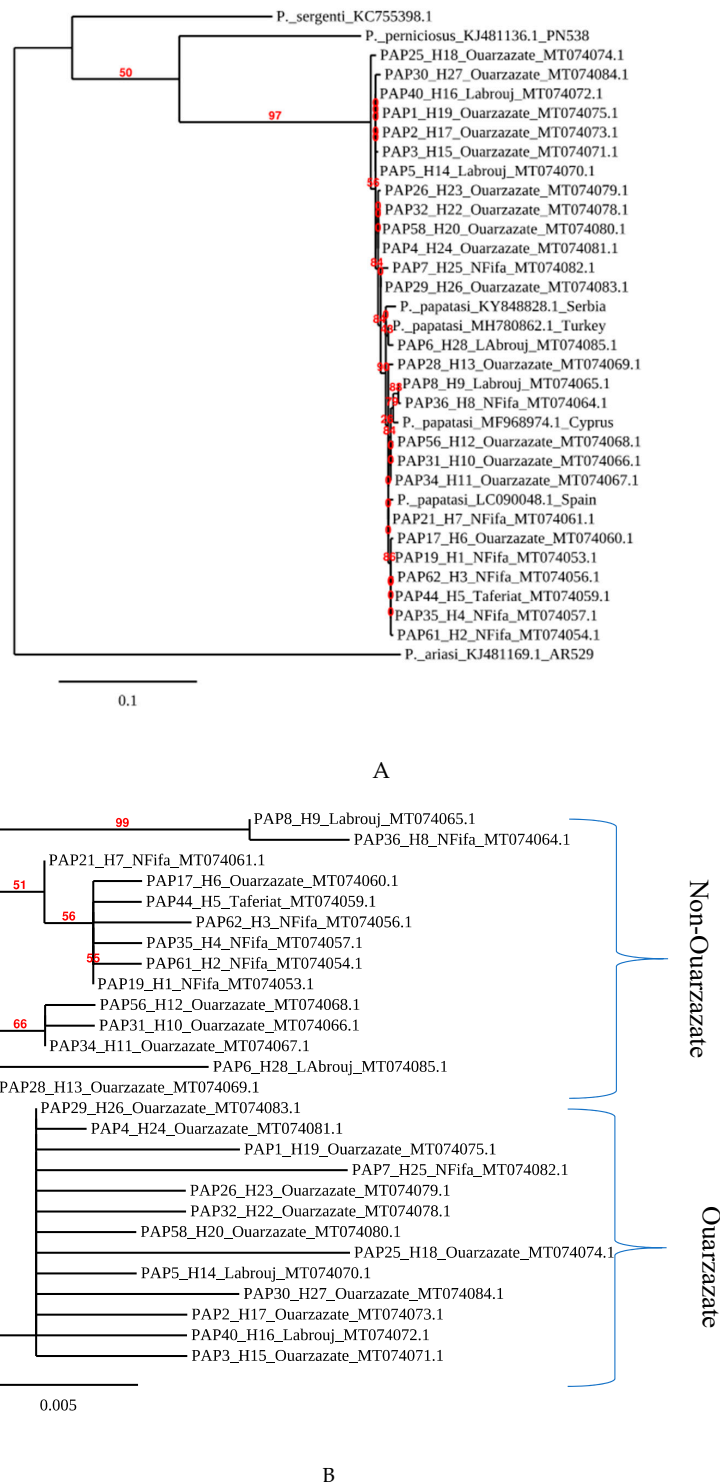 P._sergenti_KC755398.1
P._perniciosus_KJ481136.1_PN538
PAP25_H18_Ouarzazate_MT074074.1
50
PAP30_H27_Ouarzazate_MT074084.1
PAP40_H16_Labrouj_MT074072.1
97
PAP1_H19_Ouarzazate_MT074075.1
PAP2_H17_Ouarzazate_MT074073.1
PAP3_H15_Ouarzazate_MT074071.1
PAP5_H14_Labrouj_MT074070.1
PAP26_H23_Ouarzazate_MT074079.1
PAP32_H22_Ouarzazate_MT074078.1
PAP58_H20_Ouarzazate_MT074080.1
PAP4_H24_Ouarzazate_MT074081.1
PAP7_H25_NFifa_MT074082.1
PAP29_H26_Ouarzazate_MT074083.1
P._papatasi_KY848828.1_Serbia
P._papatasi_MH780862.1_Turkey
PAP6_H28_LAbrouj_MT074085.1
PAP28_H13_Ouarzazate_MT074069.1
PAP8_H9_Labrouj_MT074065.1
PAP36_H8_NFifa_MT074064.1
P._papatasi_MF968974.1_Cyprus
PAP56_H12_Ouarzazate_MT074068.1
PAP31_H10_Ouarzazate_MT074066.1
PAP34_H11_Ouarzazate_MT074067.1
P._papatasi_LC090048.1_Spain
PAP21_H7_NFifa_MT074061.1
PAP17_H6_Ouarzazate_MT074060.1
PAP19_H1_NFifa_MT074053.1
PAP62_H3_NFifa_MT074056.1
PAP44_H5_Taferiat_MT074059.1
PAP35_H4_NFifa_MT074057.1
PAP61_H2_NFifa_MT074054.1
P._ariasi_KJ481169.1_AR529
0.1
A
99
PAP8_H9_Labrouj_MT074065.1
PAP36_H8_NFifa_MT074064.1
PAP21_H7_NFifa_MT074061.1
51
PAP17_H6_Ouarzazate_MT074060.1
PAP44_H5_Taferiat_MT074059.1
56
PAP62_H3_NFifa_MT074056.1
PAP35_H4_NFifa_MT074057.1
55
PAP61_H2_NFifa_MT074054.1
PAP19_H1_NFifa_MT074053.1
PAP56_H12_Ouarzazate_MT074068.1
66
PAP31_H10_Ouarzazate_MT074066.1
PAP34_H11_Ouarzazate_MT074067.1
PAP6_H28_LAbrouj_MT074085.1
PAP28_H13_Ouarzazate_MT074069.1
Non-Ouarzazate
PAP29_H26_Ouarzazate_MT074083.1
PAP4_H24_Ouarzazate_MT074081.1
PAP1_H19_Ouarzazate_MT074075.1
PAP7_H25_NFifa_MT074082.1
PAP26_H23_Ouarzazate_MT074079.1
PAP32_H22_Ouarzazate_MT074078.1
PAP58_H20_Ouarzazate_MT074080.1
PAP25_H18_Ouarzazate_MT074074.1
PAP5_H14_Labrouj_MT074070.1
PAP30_H27_Ouarzazate_MT074084.1
PAP2_H17_Ouarzazate_MT074073.1
PAP40_H16_Labrouj_MT074072.1
PAP3_H15_Ouarzazate_MT074071.1
Ouarzazate
0.005
B